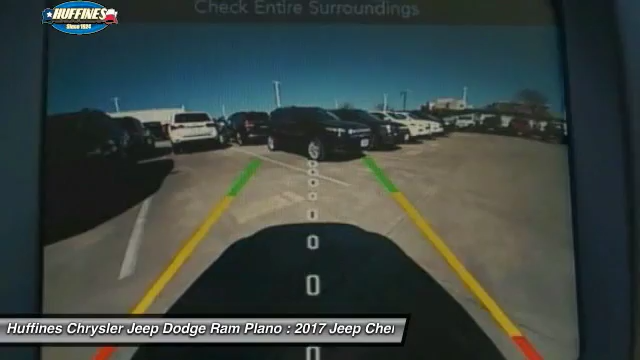 HUFFINES
Since 1924
Check Entire Surroundings
Huffines Chrysler Jeep Dodge Ram Plano : 2017 Jeep Cher